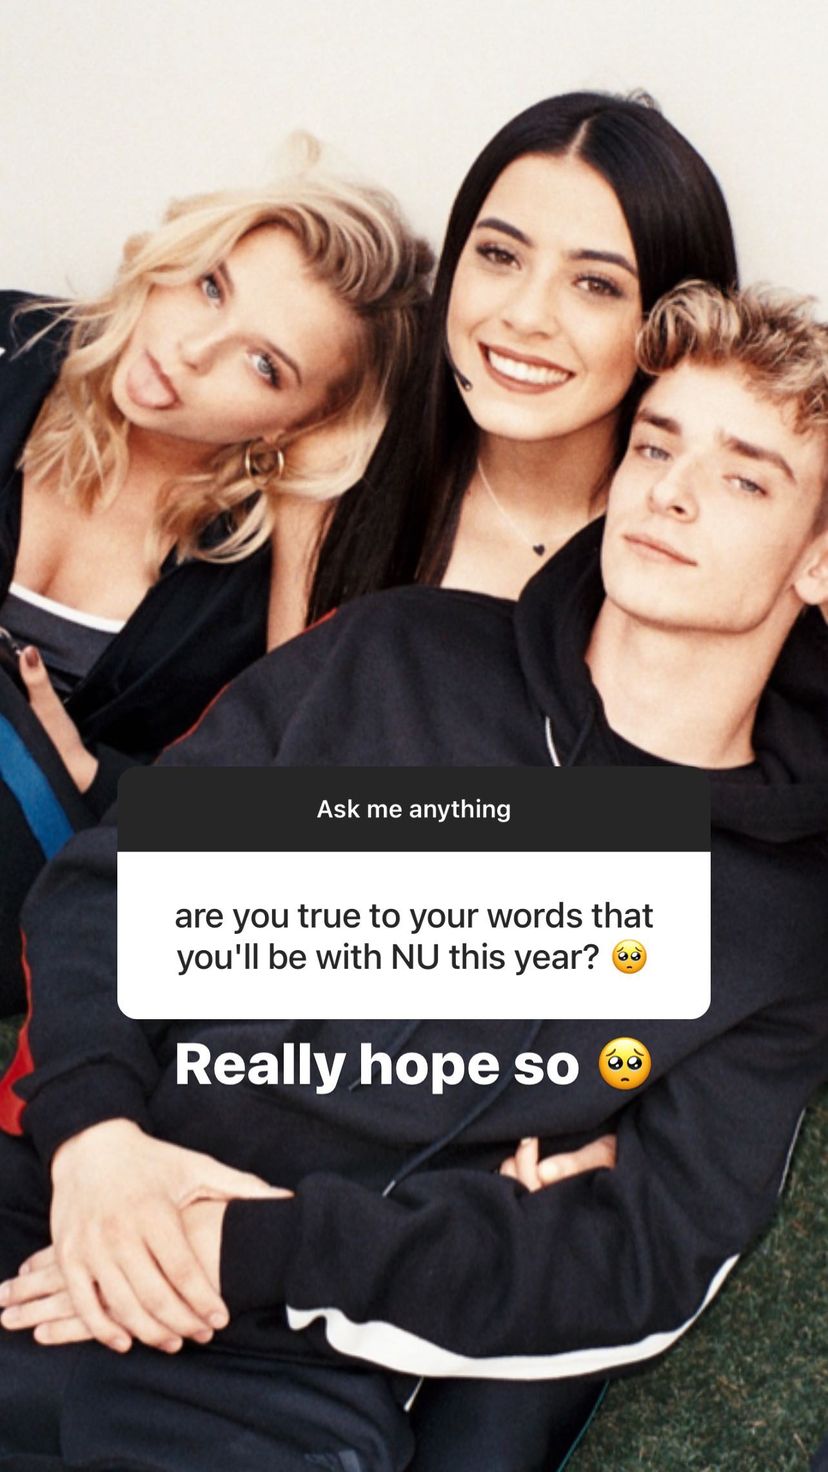 Ask me anything
are you true to your words that
you'll be with NU this year? 🥺
Really hope so 🥺